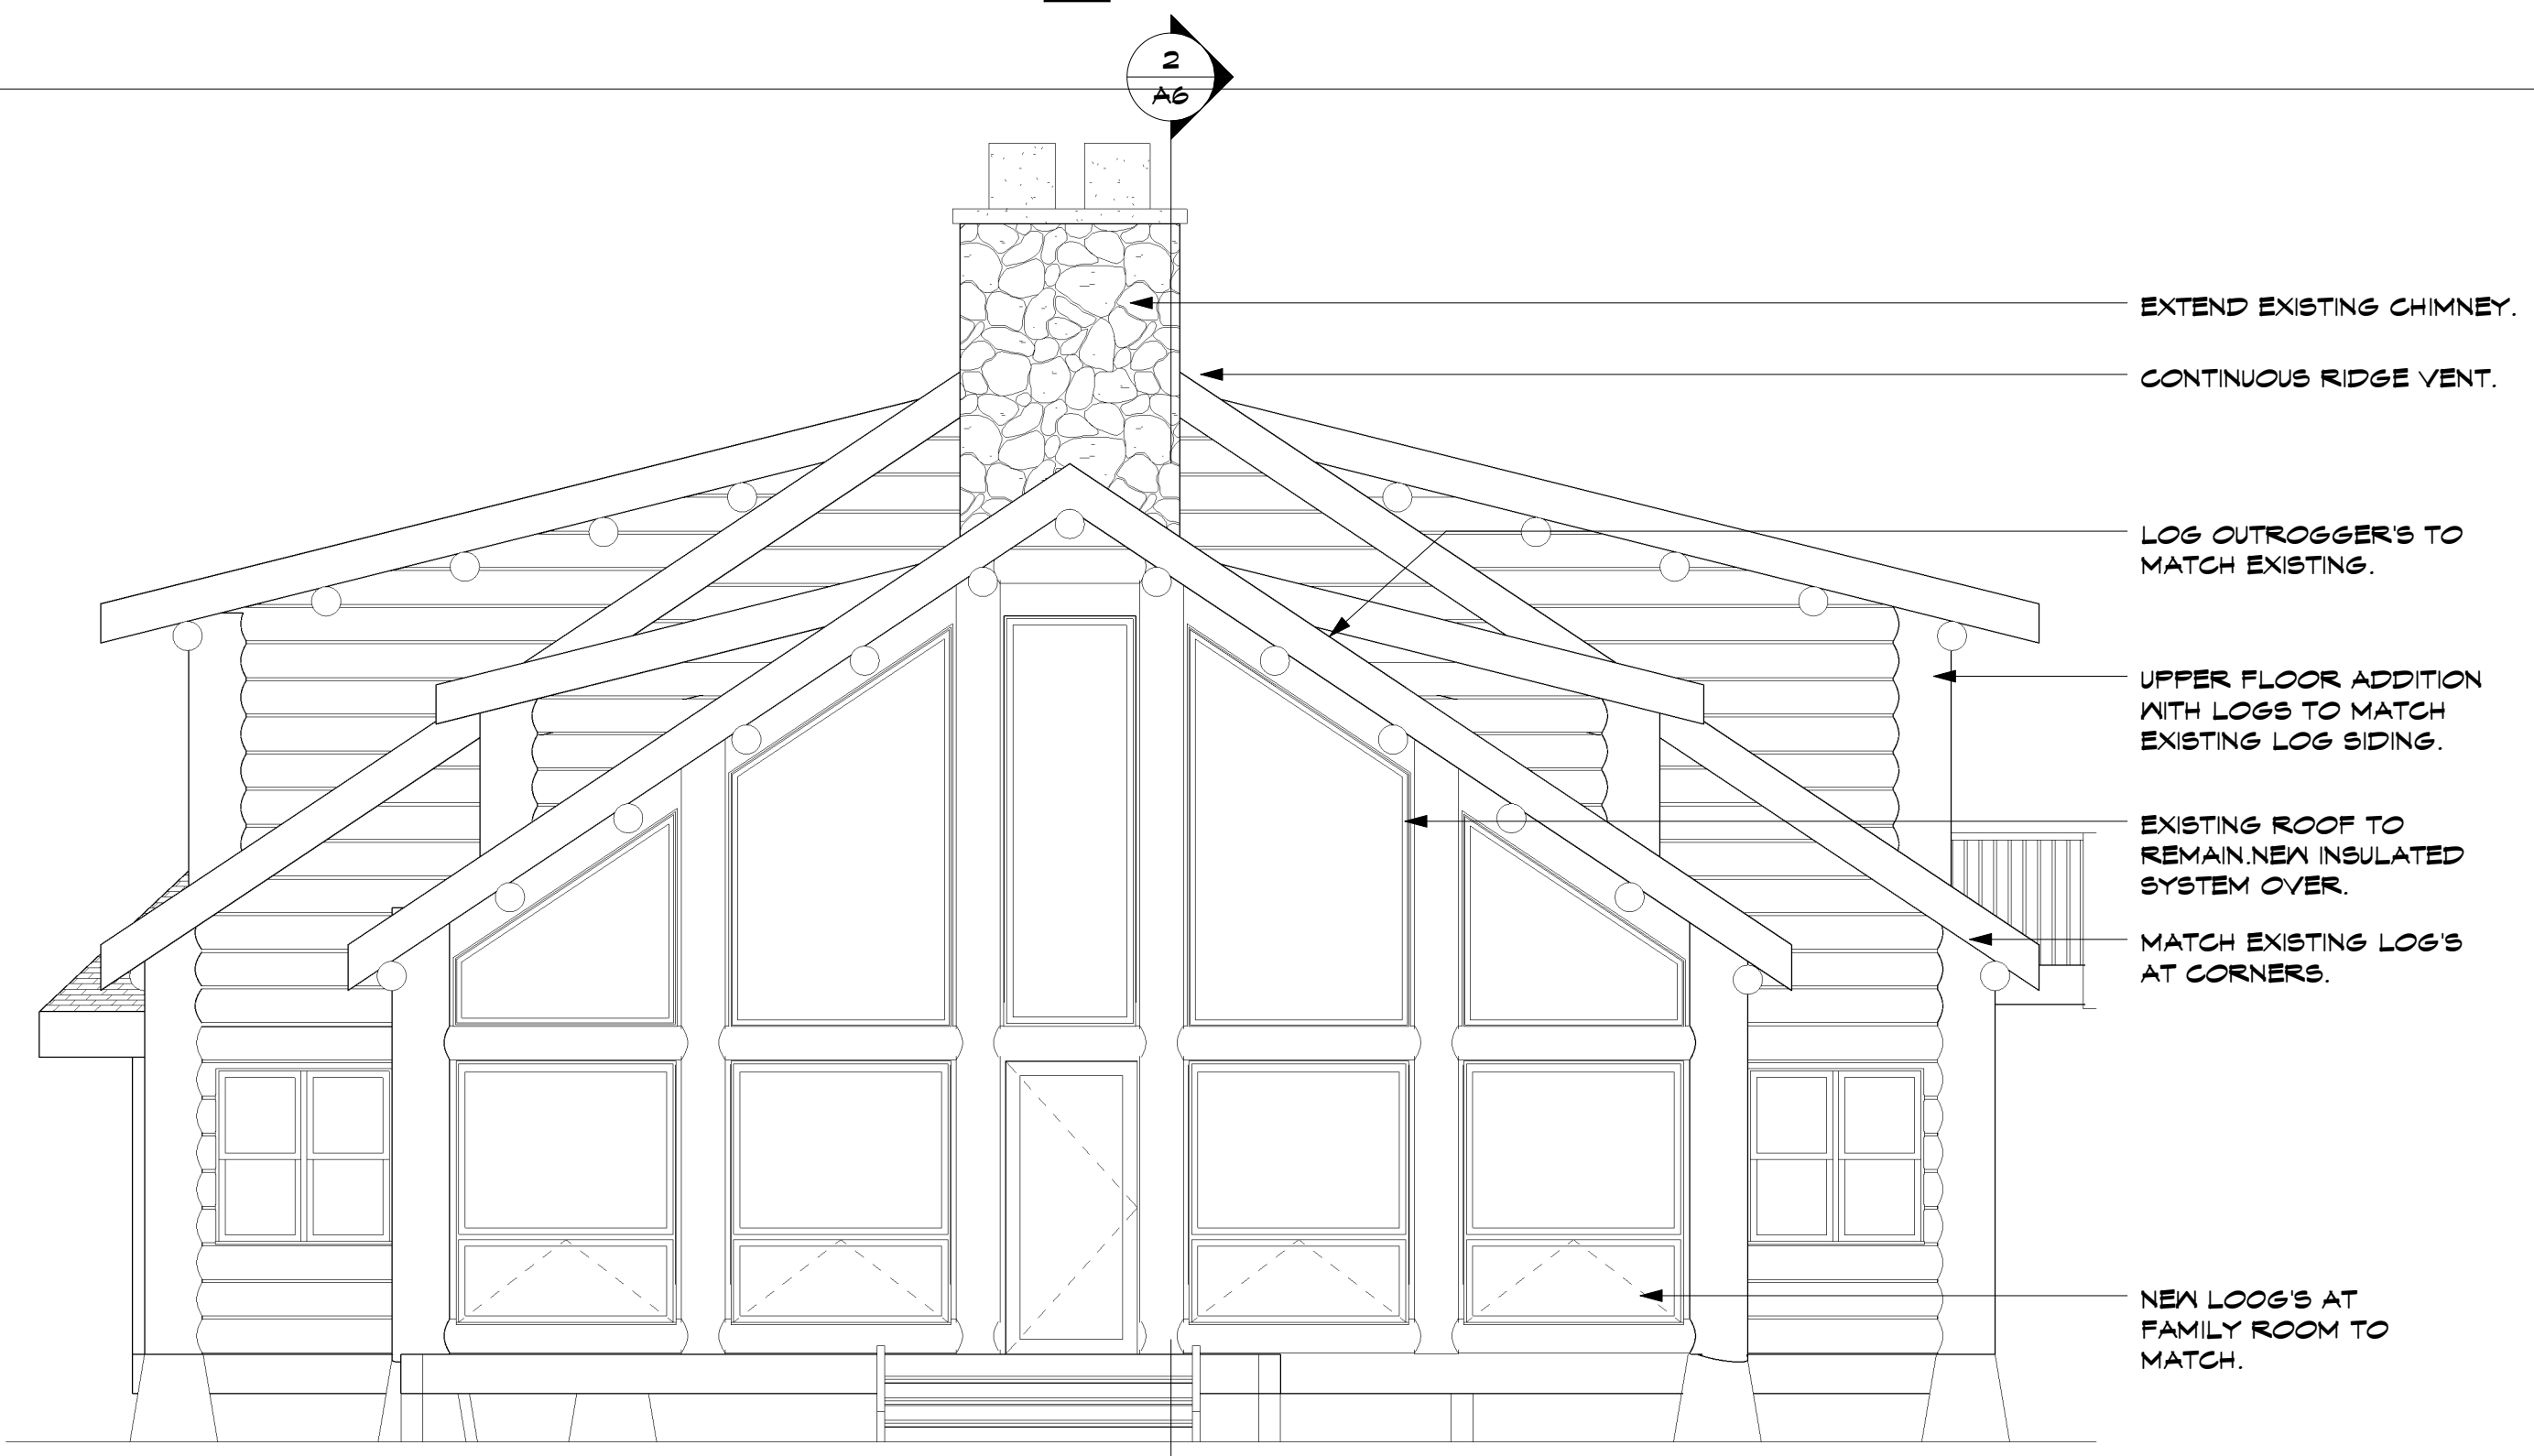 2
A6
EXTEND EXISTING CHIMNEY.
CONTINUOUS RIDGE VENT.
LOG OUTROGGER'S TO
MATCH EXISTING.
UPPER FLOOR ADDITION
WITH LOGS TO MATCH
EXISTING LOG SIDING.
EXISTING ROOF TO
REMAIN.NEW INSULATED
SYSTEM OVER.
MATCH EXISTING LOG'S
AT CORNERS.
NEW LOOG'S AT
FAMILY ROOM TO
MATCH.